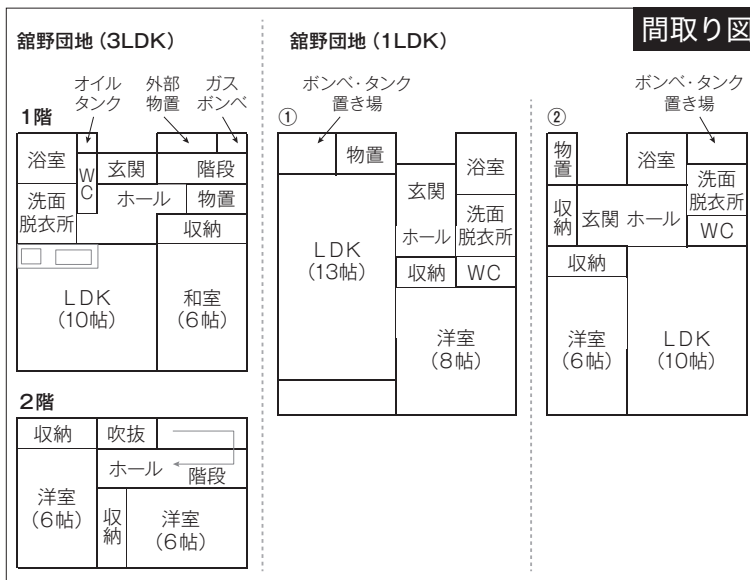 間取り図
舘野団地（3LDK）
オイル
タンク
外部
物置
ガス
ボンベ
1階
浴室
WC
玄関
階段
洗面
脱衣所
ホール
物置
収納
LDK
(10帖)
和室
(6帖)
2階
収納
吹抜
ホール
階段
洋室
(6帖)
収納
洋室
(6帖)
舘野団地（1LDK）
ボンベ・タンク
置き場
①
物置
浴室
玄関
洗面
脱衣所
LDK
(13帖)
ホール
収納
WC
洋室
(8帖)
ボンベ・タンク
置き場
②
物置
浴室
洗面
脱衣所
収納
玄関
ホール
WC
収納
洋室
(6帖)
LDK
(10帖)